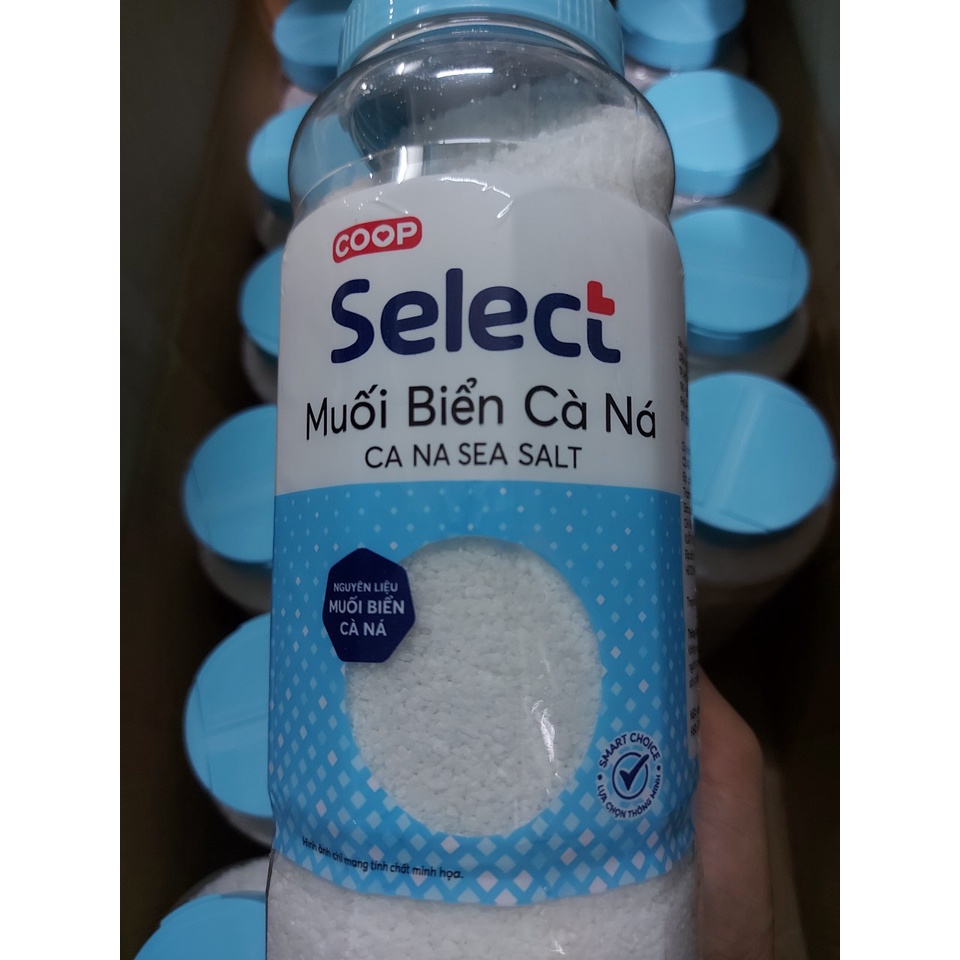 COOP
Select
Muối Biển Cà Ná
CA NA SEA SALT
NGUYÊN LIỆU
MUỐI BIỂN
CÀ NÁ
SMART CHOICE
LỰA CHỌN THÔNG MINH
Hình ảnh chỉ mang tính chất minh họa.